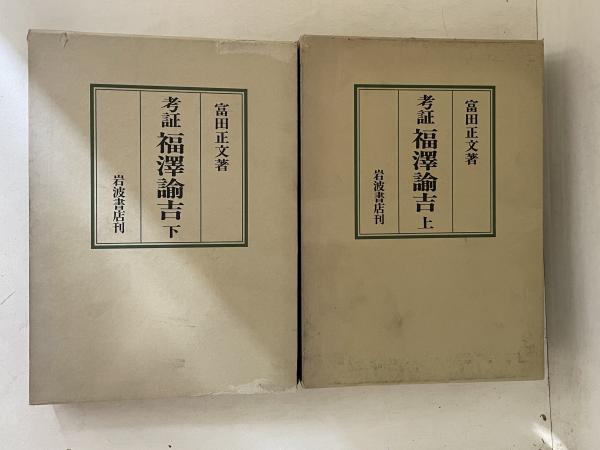 富田正文著
考証 福澤諭吉 下
岩波書店刊
富田正文著
考証 福澤諭吉 上
岩波書店刊